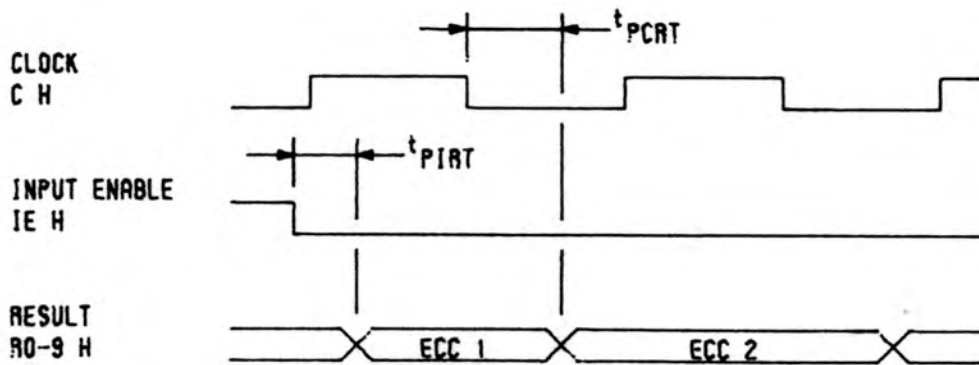 tPCRT
CLOCK
C H
tPIRT
INPUT ENABLE
IE H
RESULT
R0-9 H
ECC 1
ECC 2